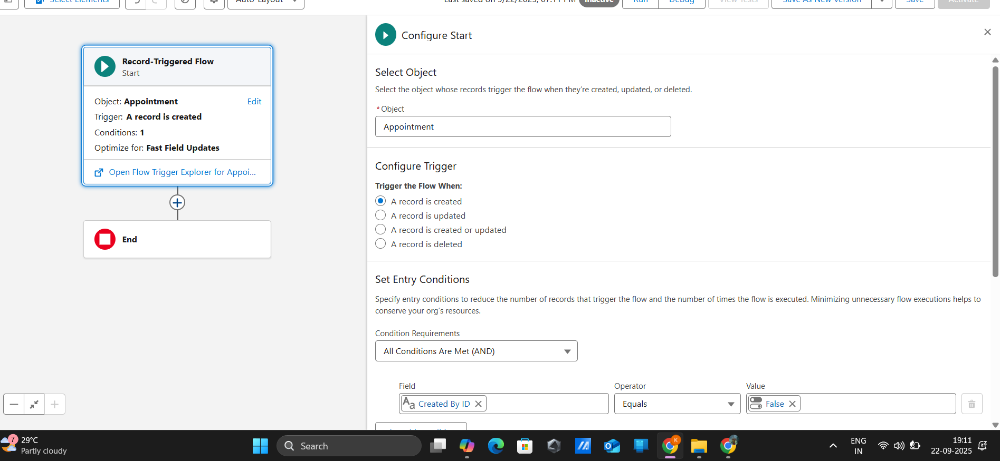 Select Elements
Auto-Layout
Last saved on 9/22/2025, 07:11 PM
Inactive
Run
Debug
View Tests
Save As New Version
Save
Activate
Record-Triggered Flow
Start
Object: Appointment
Edit
Trigger: A record is created
Conditions: 1
Optimize for: Fast Field Updates
Open Flow Trigger Explorer for Appoi...
End
Configure Start
Select Object
Select the object whose records trigger the flow when they're created, updated, or deleted.
*Object
Appointment
Configure Trigger
Trigger the Flow When:
A record is created
A record is updated
A record is created or updated
A record is deleted
Set Entry Conditions
Specify entry conditions to reduce the number of records that trigger the flow and the number of times the flow is executed. Minimizing unnecessary flow executions helps to
conserve your org's resources.
Condition Requirements
All Conditions Are Met (AND)
Field
Operator
Value
Aa Created By ID
Equals
False
7
29°C
Partly cloudy
Search
K
ENG
IN
19:11
22-09-2025